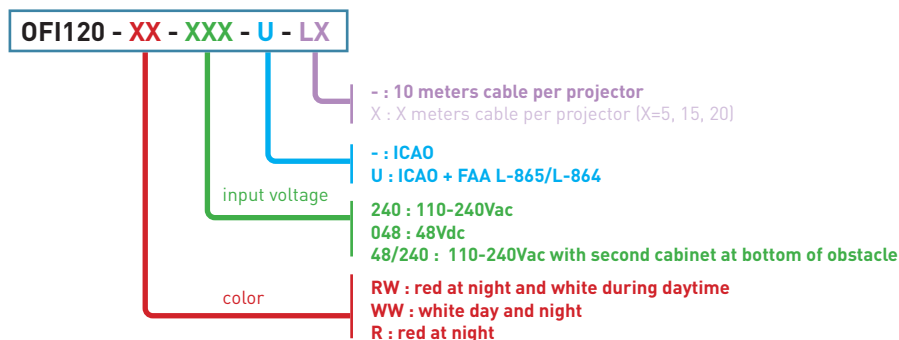 OFI120 - XX - XXX - U - LX
- : 10 meters cable per projector
X : X meters cable per projector (X=5, 15, 20)
- : ICAO
U : ICAO + FAA L-865/L-864
input voltage
240 : 110-240Vac
048 : 48Vdc
48/240 : 110-240Vac with second cabinet at bottom of obstacle
color
RW : red at night and white during daytime
WW : white day and night
R : red at night